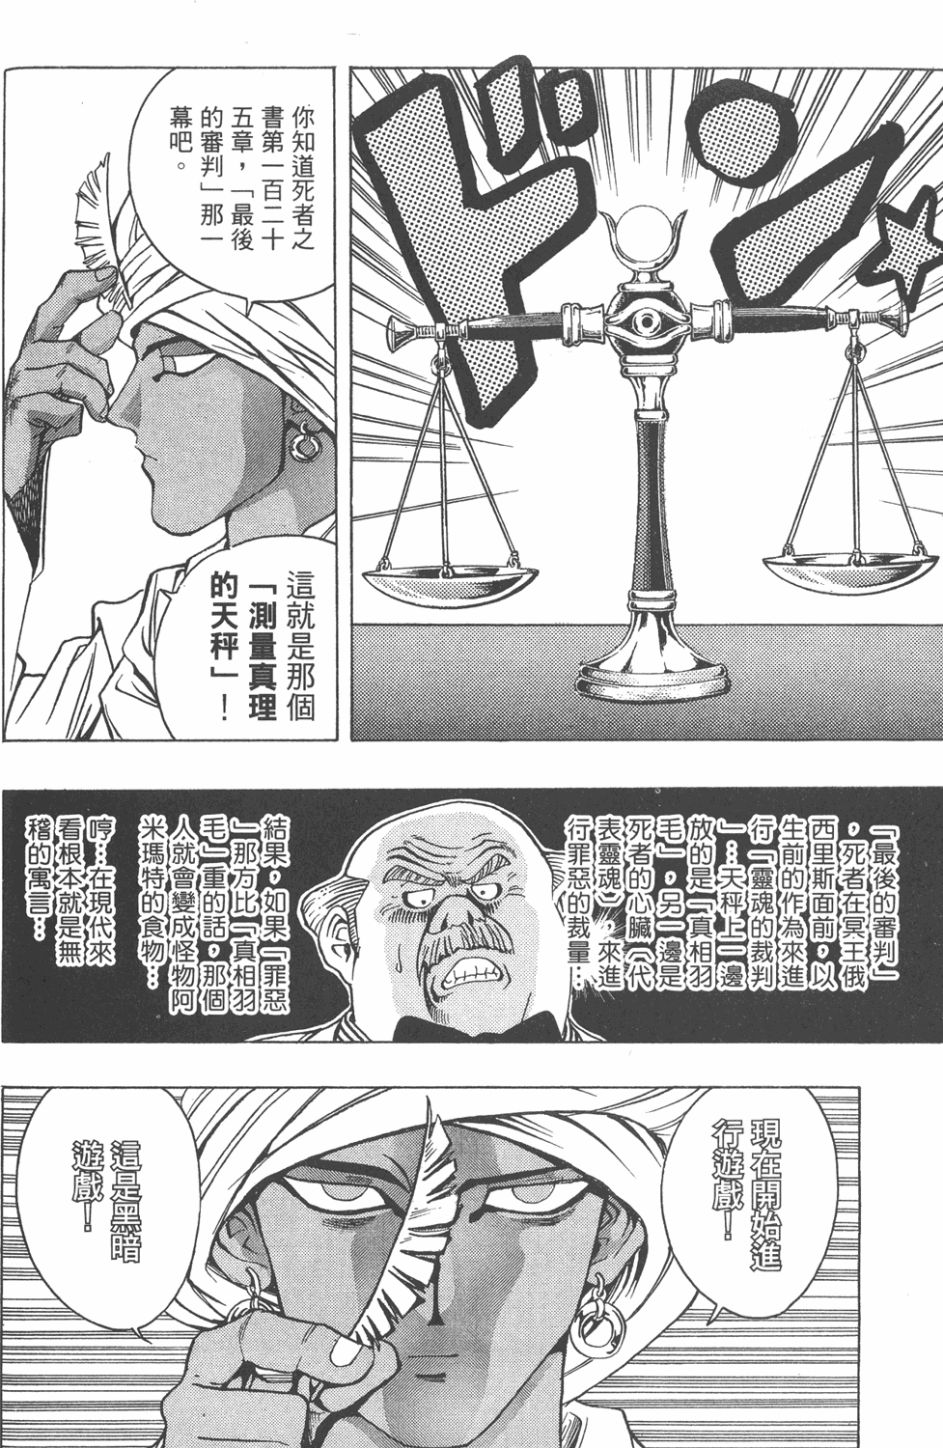 ドン☆
你知道死者之
書第一百二十
五章，「最後
的審判」那一
幕吧。
這就是那個
「測量真理
的天秤」！
「最後的審判」
，死者在冥王俄
西里斯面前，以
生前的作為來進
行「靈魂的裁判
」…天秤上一邊
放的是「真相羽
毛」，另一邊是
死者的心臟（代
表靈魂），來進
行罪惡的裁量…
結果，如果「罪惡
」那方比「真相羽
毛」重的話，那個
人就會變成怪物阿
米瑪特的食物…
哼…在現代來
看根本就是無
稽的寓言…
現在開始進
行遊戲！
這是黑暗
遊戲！